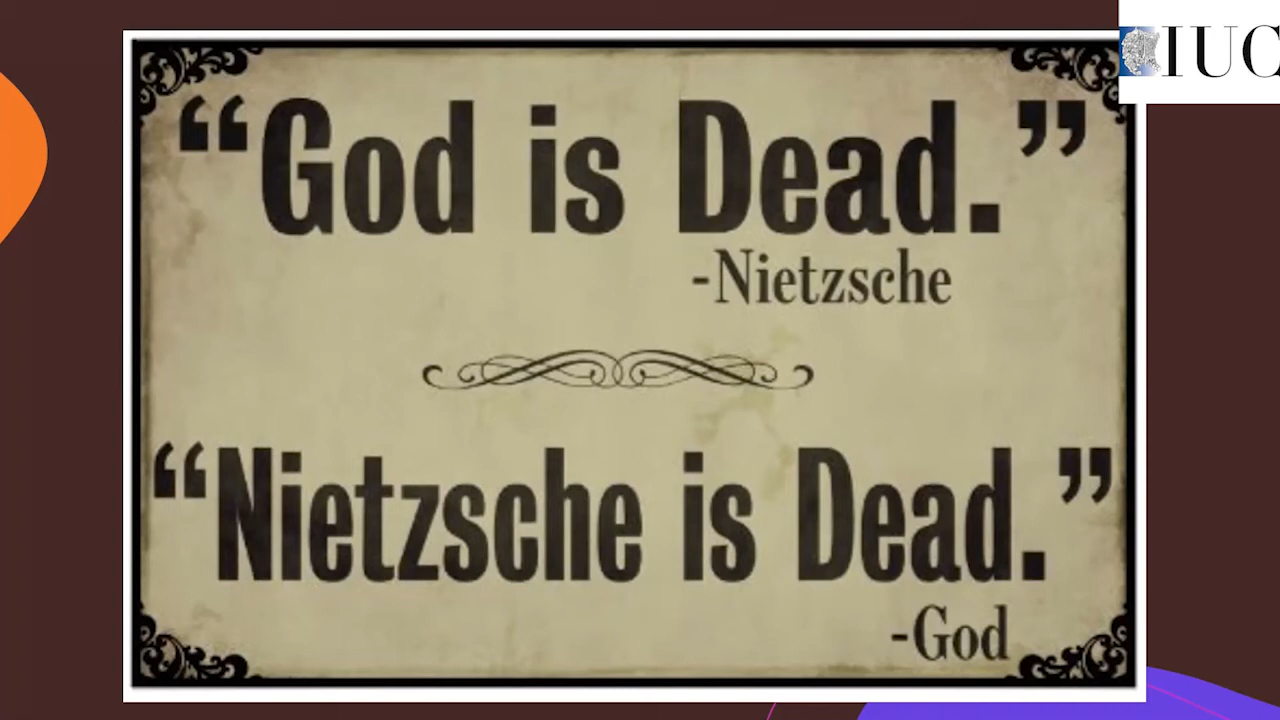 IUC
“God is Dead.”
-Nietzsche
“Nietzsche is Dead.”
-God